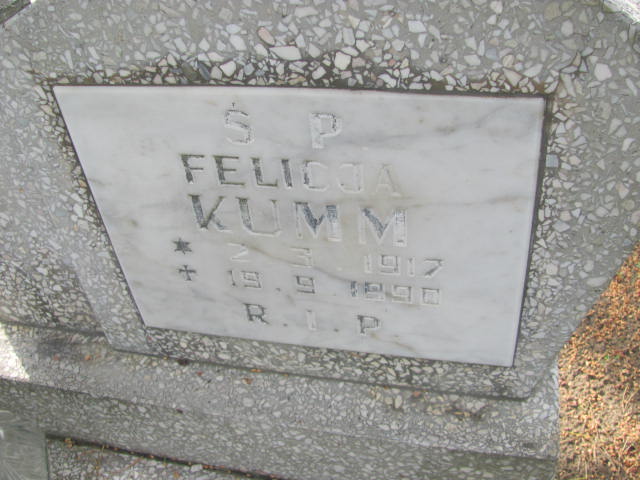 Ś P
FELICJA
KUMM
* 2 . 3 . 1917
+ 19 . 9 . 1990
R . I . P